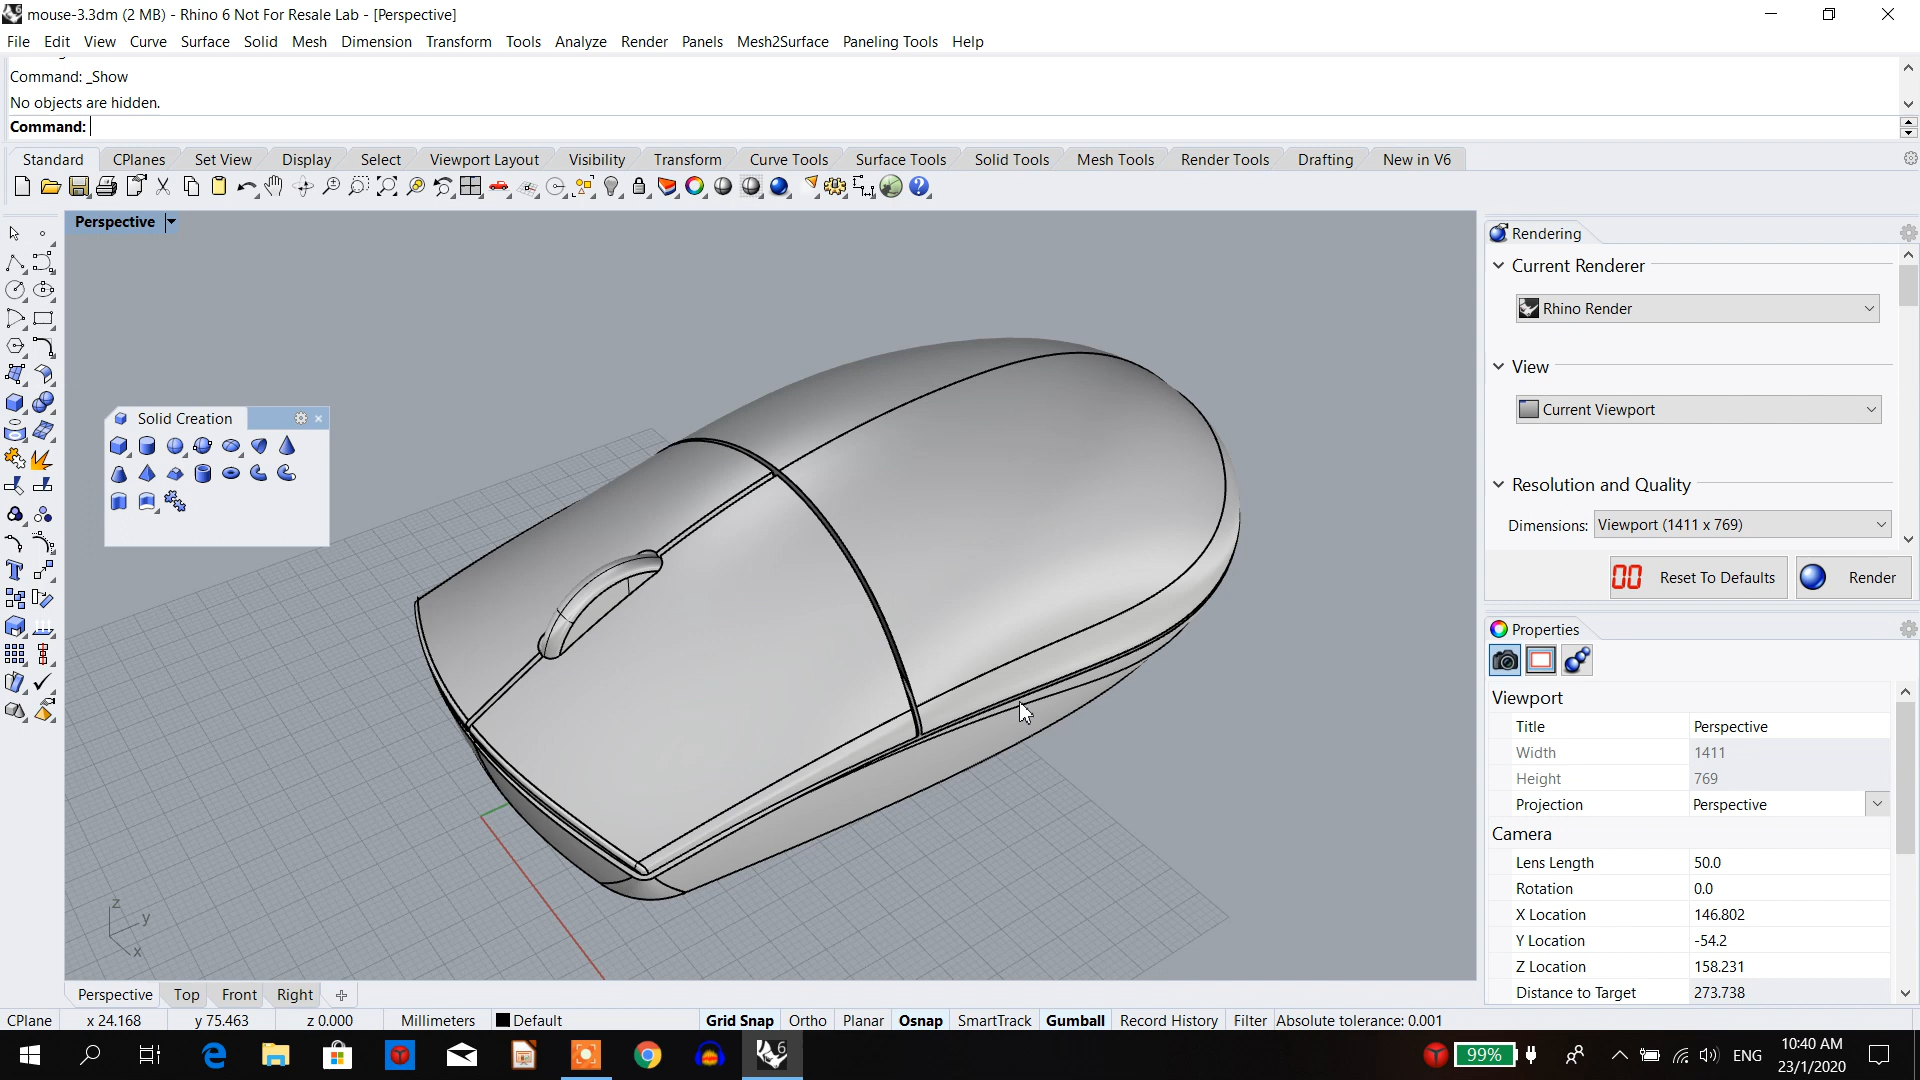 mouse-3.3dm (2 MB) - Rhino 6 Not For Resale Lab - [Perspective]
File Edit View Curve Surface Solid Mesh Dimension Transform Tools Analyze Render Panels Mesh2Surface Paneling Tools Help
Command: _Show
No objects are hidden.
Command:
Standard CPlanes Set View Display Select Viewport Layout Visibility Transform Curve Tools Surface Tools Solid Tools Mesh Tools Render Tools Drafting New in V6
Perspective
Solid Creation
Rendering
Current Renderer
Rhino Render
View
Current Viewport
Resolution and Quality
Dimensions: Viewport (1411 x 769)
00 Reset To Defaults Render
Properties
Viewport
Title Perspective
Width 1411
Height 769
Projection Perspective
Camera
Lens Length 50.0
Rotation 0.0
X Location 146.802
Y Location -54.2
Z Location 158.231
Distance to Target 273.738
z
y
x
Perspective Top Front Right
CPlane x 24.168 y 75.463 z 0.000 Millimeters Default Grid Snap Ortho Planar Osnap SmartTrack Gumball Record History Filter Absolute tolerance: 0.001
6 99% ENG 10:40 AM
23/1/2020